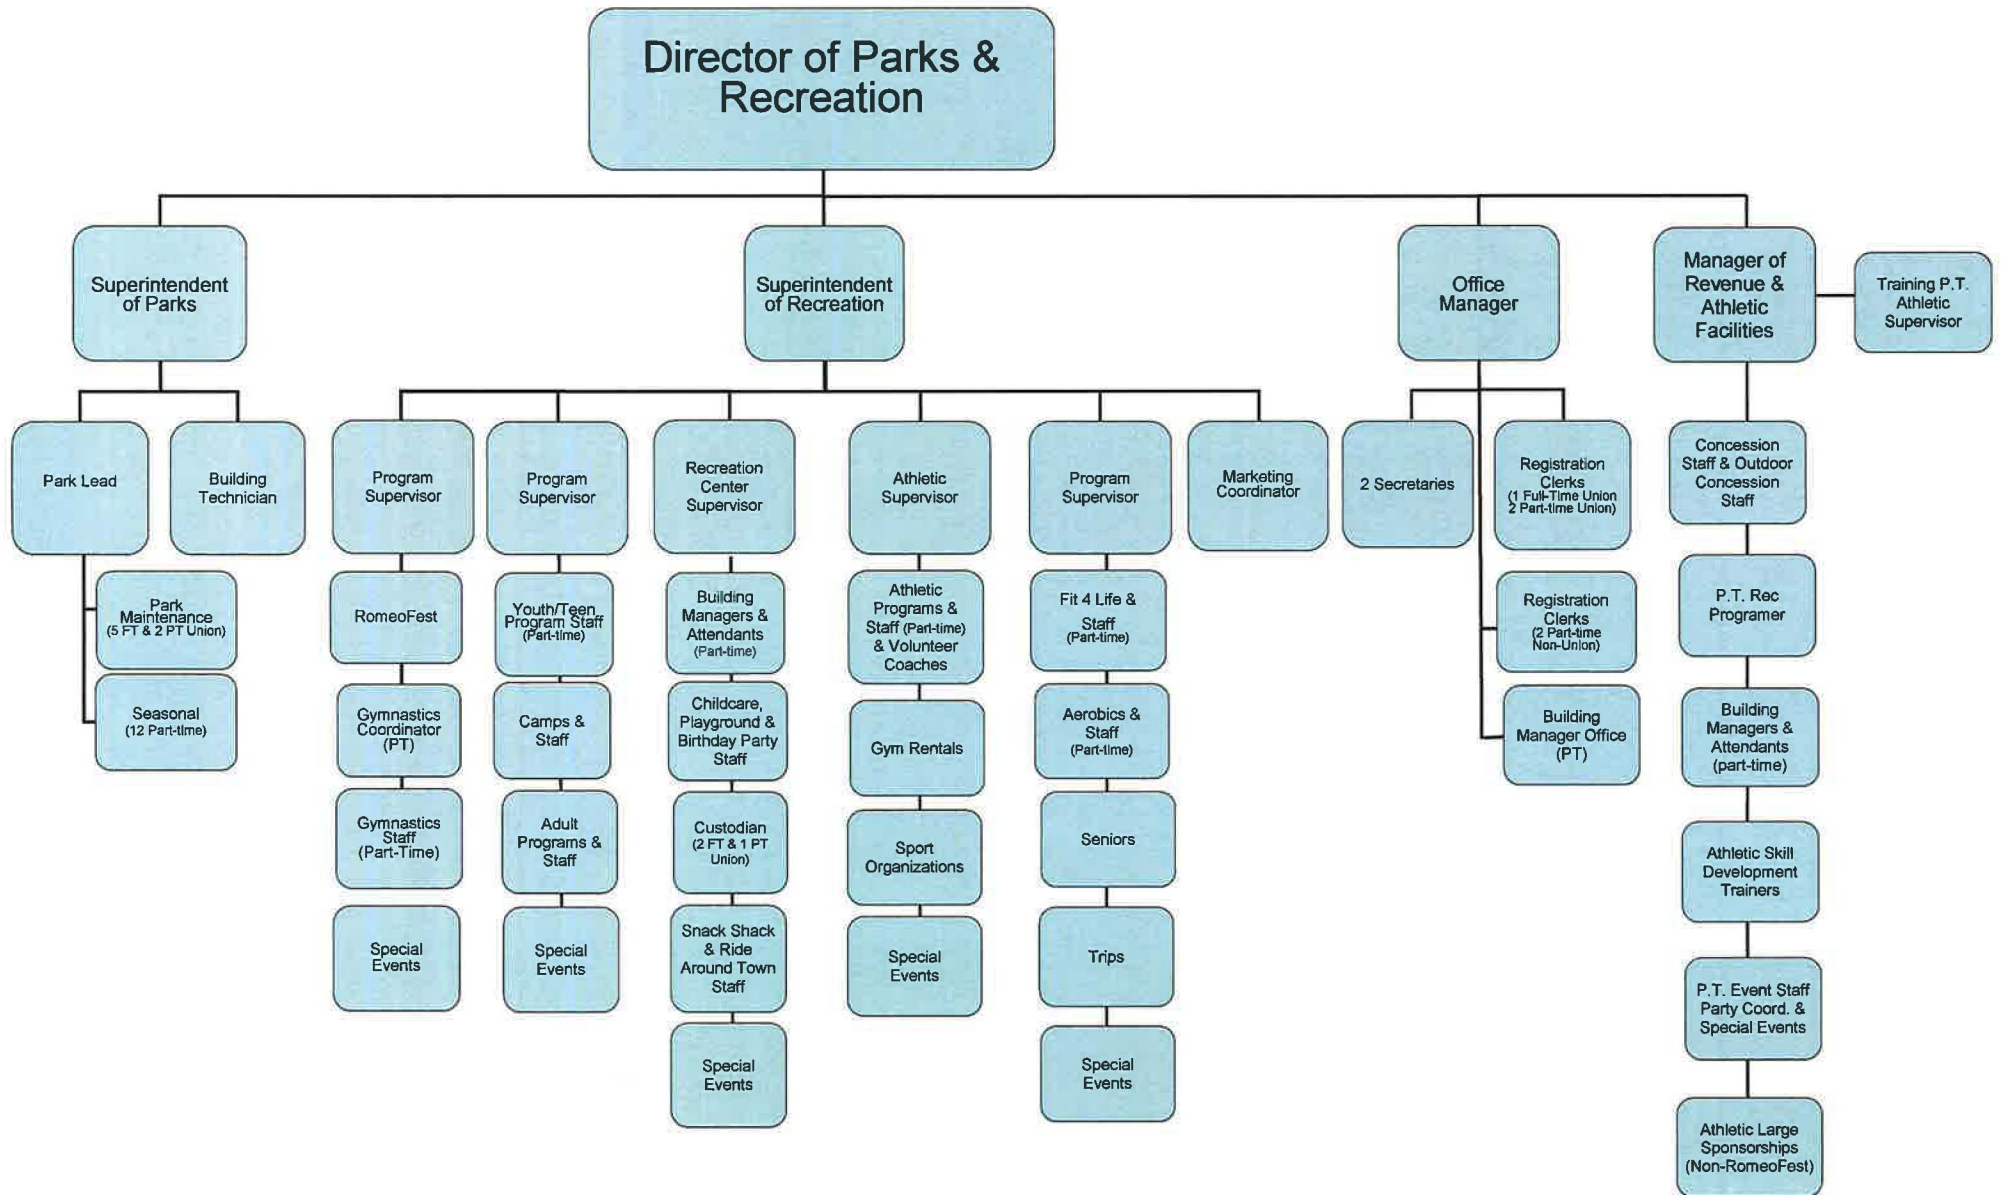 Director of Parks &
Recreation
Superintendent
of Parks
Superintendent
of Recreation
Office
Manager
Manager of
Revenue &
Athletic
Facilities
Training P.T.
Athletic
Supervisor
Park Lead
Building
Technician
Program
Supervisor
Program
Supervisor
Recreation
Center
Supervisor
Athletic
Supervisor
Program
Supervisor
Marketing
Coordinator
2 Secretaries
Registration
Clerks
(1 Full-Time Union
2 Part-time Union)
Concession
Staff & Outdoor
Concession
Staff
Park
Maintenance
(5 FT & 2 PT Union)
Seasonal
(12 Part-time)
RomeoFest
Gymnastics
Coordinator
(PT)
Gymnastics
Staff
(Part-Time)
Special
Events
Youth/Teen
Program Staff
(Part-time)
Camps &
Staff
Adult
Programs &
Staff
Special
Events
Building
Managers &
Attendants
(Part-time)
Childcare,
Playground &
Birthday Party
Staff
Custodian
(2 FT & 1 PT
Union)
Snack Shack
& Ride
Around Town
Staff
Special
Events
Athletic
Programs &
Staff (Part-time)
& Volunteer
Coaches
Gym Rentals
Sport
Organizations
Special
Events
Fit 4 Life &
Staff
(Part-time)
Aerobics &
Staff
(Part-time)
Seniors
Trips
Special
Events
Registration
Clerks
(2 Part-time
Non-Union)
Building
Manager Office
(PT)
P.T. Rec
Programer
Building
Managers &
Attendants
(part-time)
Athletic Skill
Development
Trainers
P.T. Event Staff
Party Coord. &
Special Events
Athletic Large
Sponsorships
(Non-RomeoFest)